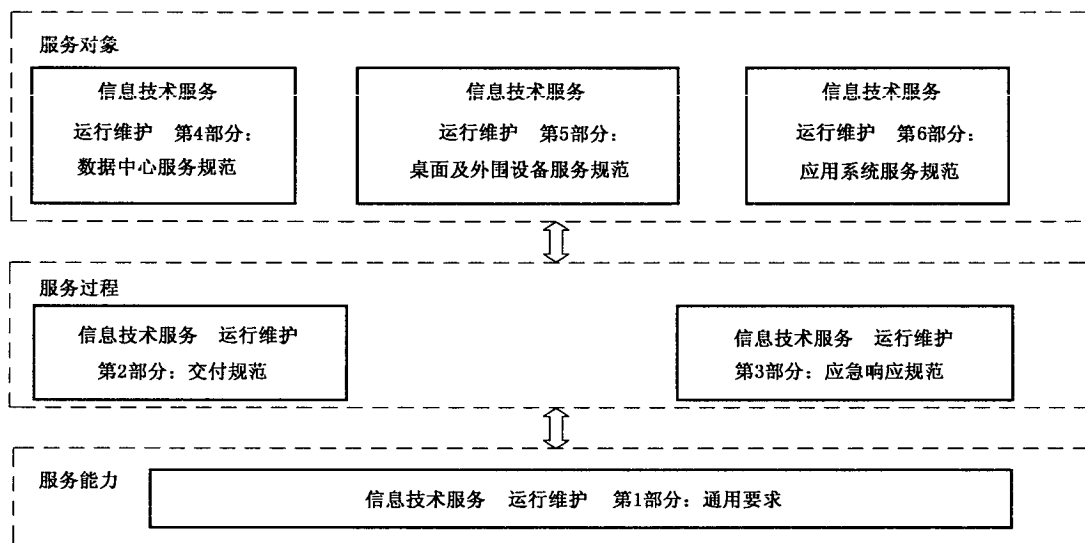 服务对象
信息技术服务
运行维护 第4部分：
数据中心服务规范
信息技术服务
运行维护 第5部分：
桌面及外围设备服务规范
信息技术服务
运行维护 第6部分：
应用系统服务规范
服务过程
信息技术服务 运行维护
第2部分：交付规范
信息技术服务 运行维护
第3部分：应急响应规范
服务能力
信息技术服务 运行维护 第1部分：通用要求